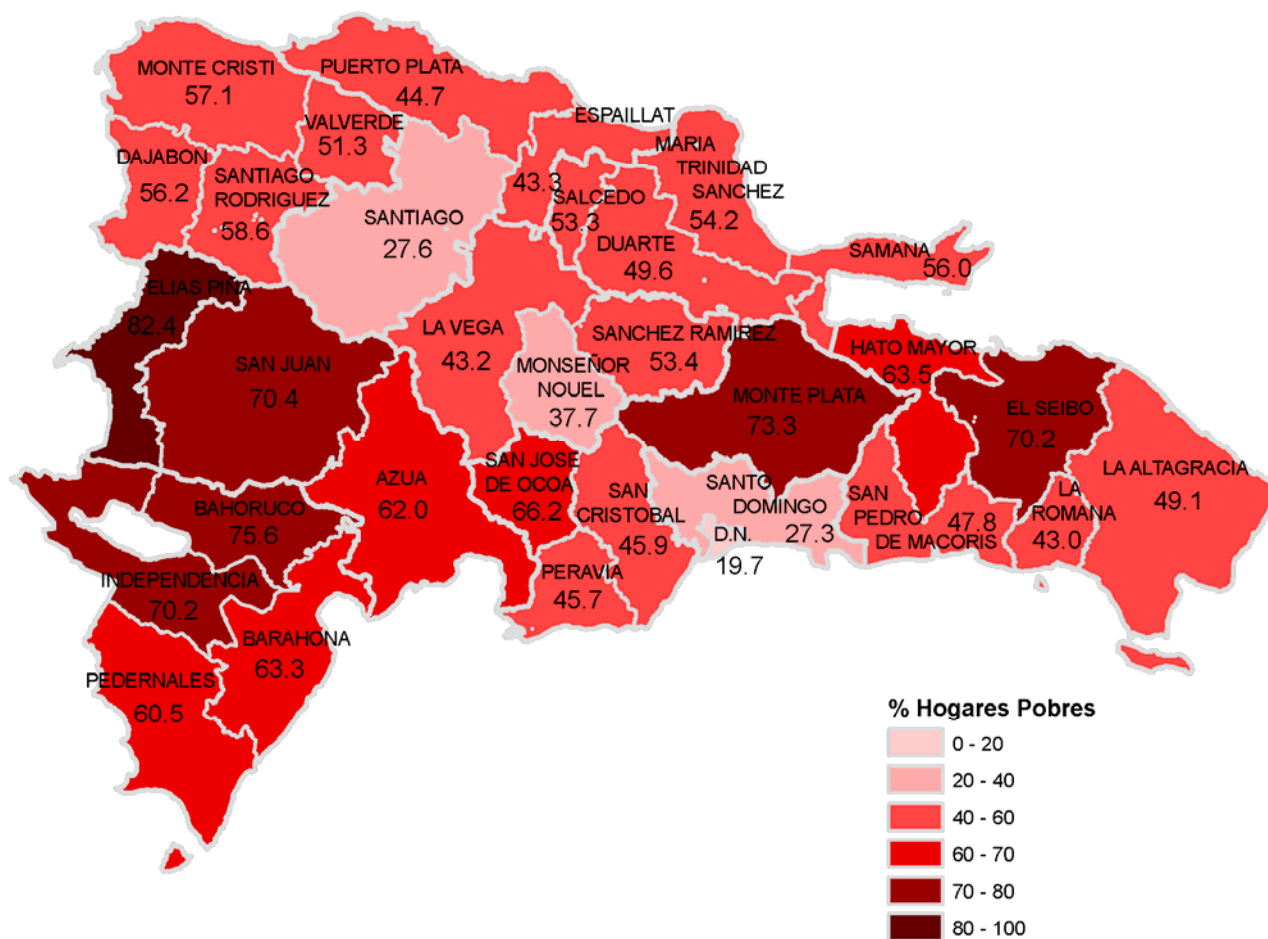 MONTE CRISTI
57.1
PUERTO PLATA
44.7
ESPAILLAT
43.3
VALVERDE
51.3
DAJABON
56.2
SANTIAGO
RODRIGUEZ
58.6
SANTIAGO
27.6
SALCEDO
53.3
MARIA
TRINIDAD
SANCHEZ
54.2
DUARTE
49.6
SAMANA
56.0
ELIAS PIÑA
82.4
SAN JUAN
70.4
LA VEGA
43.2
MONSEÑOR
NOUEL
37.7
SANCHEZ RAMIREZ
53.4
HATO MAYOR
63.5
MONTE PLATA
73.3
EL SEIBO
70.2
LA ALTAGRACIA
49.1
AZUA
62.0
SAN JOSE
DE OCOA
66.2
SAN
CRISTOBAL
45.9
SANTO
DOMINGO
27.3
D.N.
19.7
SAN
PEDRO
DE MACORIS
47.8
LA
ROMANA
43.0
BAHORUCO
75.6
INDEPENDENCIA
70.2
PERAVIA
45.7
BARAHONA
63.3
PEDERNALES
60.5
% Hogares Pobres
0 - 20
20 - 40
40 - 60
60 - 70
70 - 80
80 - 100